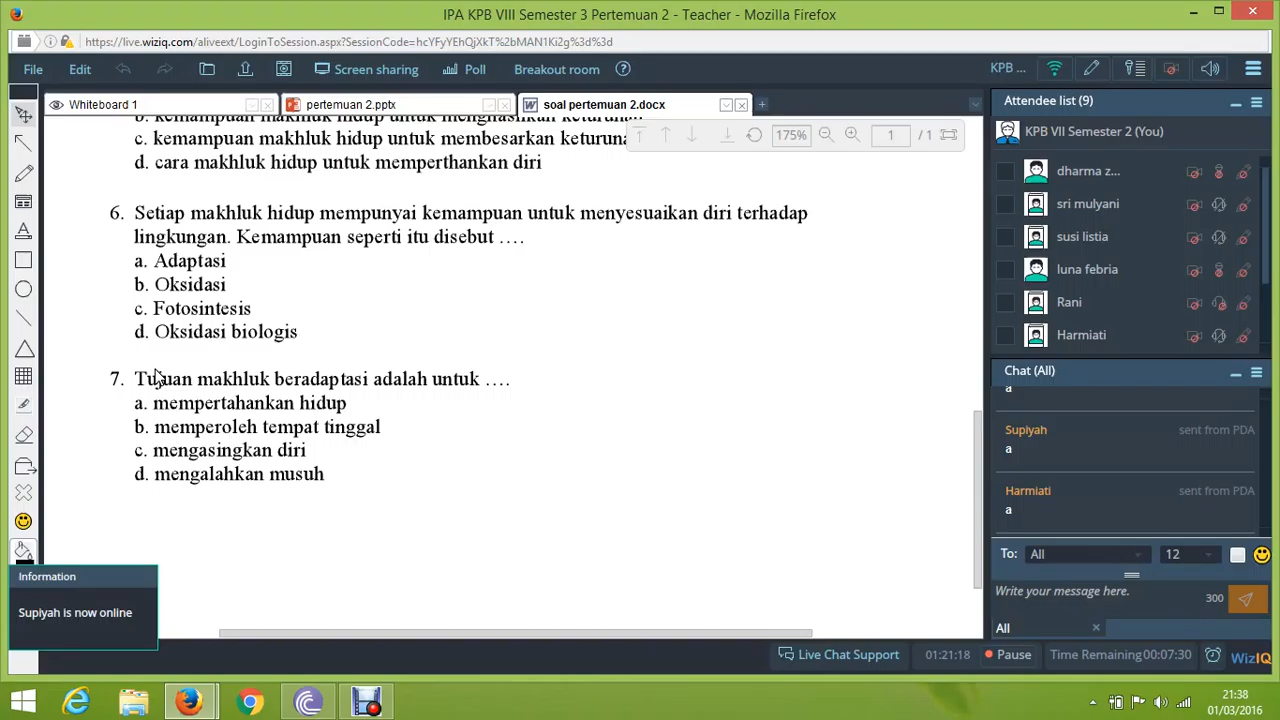 IPA KPB VIII Semester 3 Pertemuan 2 - Teacher - Mozilla Firefox
https://live.wiziq.com/aliveext/LoginToSession.aspx?SessionCode=hcYFyYEhQjXkT%2bMAN1Ki2g%3d%3d
File Edit Screen sharing Poll Breakout room KPB ...
Whiteboard 1 pertemuan 2.pptx soal pertemuan 2.docx
175% 1 / 1
b. kemampuan makhluk hidup untuk menghasilkan keturunan
c. kemampuan makhluk hidup untuk membesarkan keturuna
d. cara makhluk hidup untuk memperthankan diri
6. Setiap makhluk hidup mempunyai kemampuan untuk menyesuaikan diri terhadap
lingkungan. Kemampuan seperti itu disebut ….
a. Adaptasi
b. Oksidasi
c. Fotosintesis
d. Oksidasi biologis
7. Tujuan makhluk beradaptasi adalah untuk ….
a. mempertahankan hidup
b. memperoleh tempat tinggal
c. mengasingkan diri
d. mengalahkan musuh
Information
Supiyah is now online
Attendee list (9)
KPB VII Semester 2 (You)
dharma z...
sri mulyani
susi listia
luna febria
Rani
Harmiati
Chat (All)
a
Supiyah sent from PDA
a
Harmiati sent from PDA
a
To: All 12
Write your message here.
300
All
Live Chat Support 01:21:18 Pause Time Remaining 00:07:30 WizIQ
21:38
01/03/2016